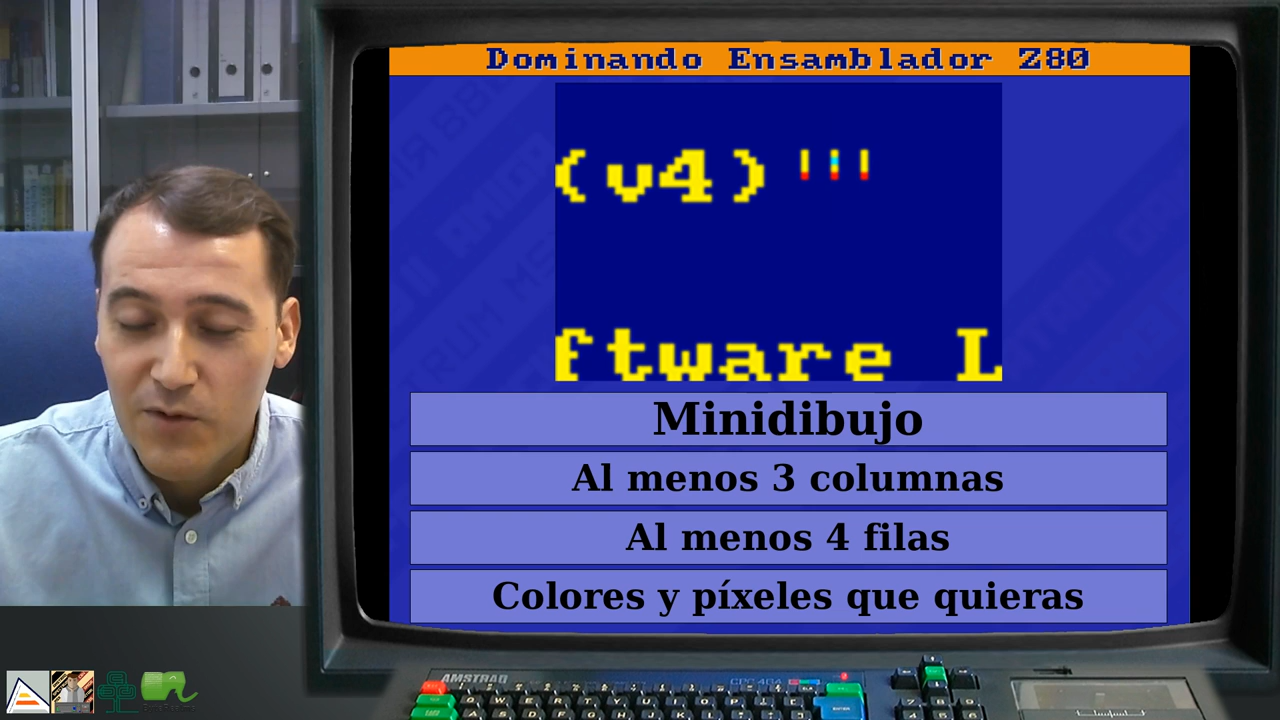 Dominando Ensamblador Z80
(v4)
ftware L
Minidibujo
Al menos 3 columnas
Al menos 4 filas
Colores y píxeles que quieras
AMSTRAD